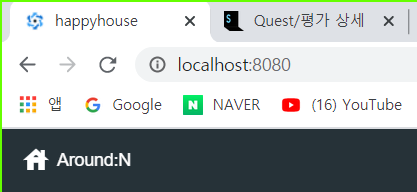 happyhouse Quest/평가 상세
localhost:8080
앱 Google NAVER (16) YouTube
Around:N